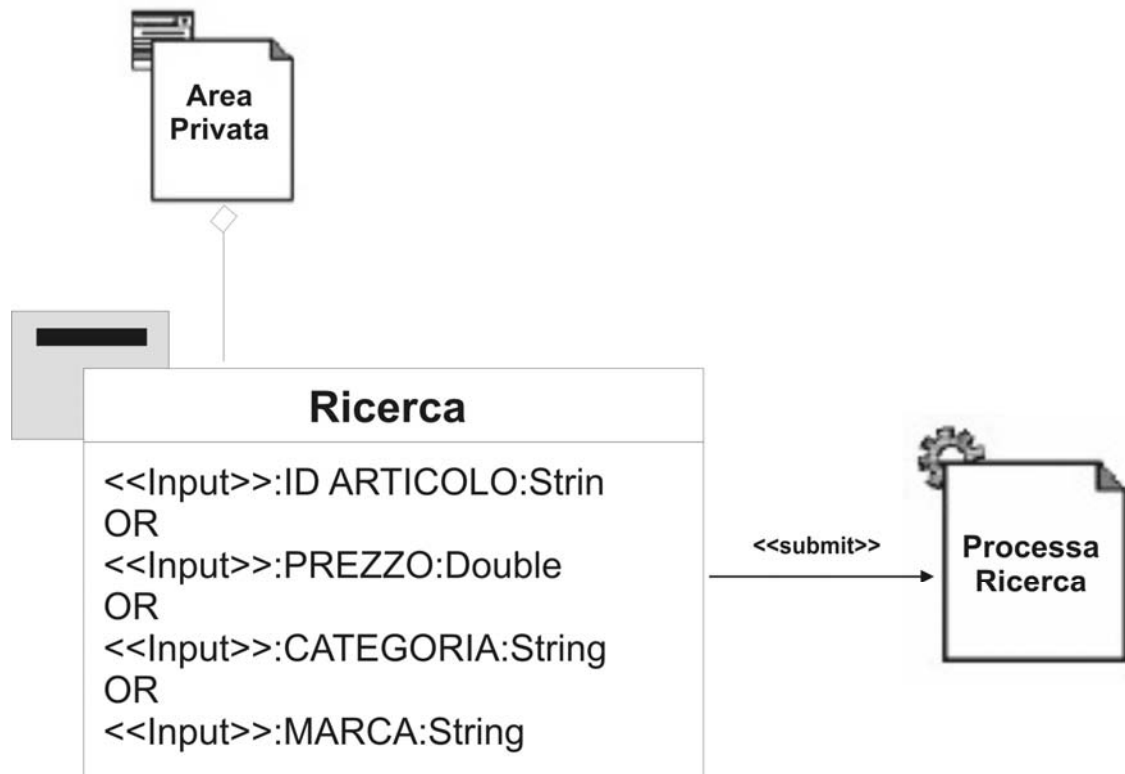 Area
Privata
Ricerca
<<Input>>:ID ARTICOLO:Strin
OR
<<Input>>:PREZZO:Double
OR
<<Input>>:CATEGORIA:String
OR
<<Input>>:MARCA:String
<<submit>>
Processa
Ricerca